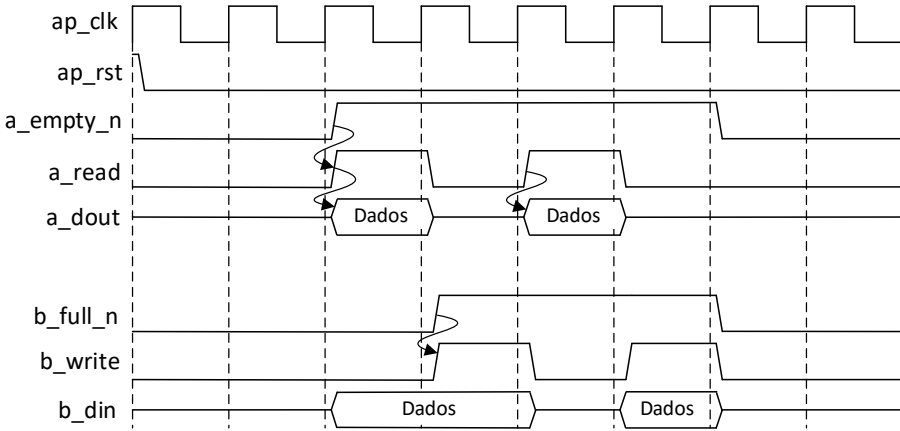 ap_clk
ap_rst
a_empty_n
a_read
a_dout
Dados
Dados
b_full_n
b_write
b_din
Dados
Dados